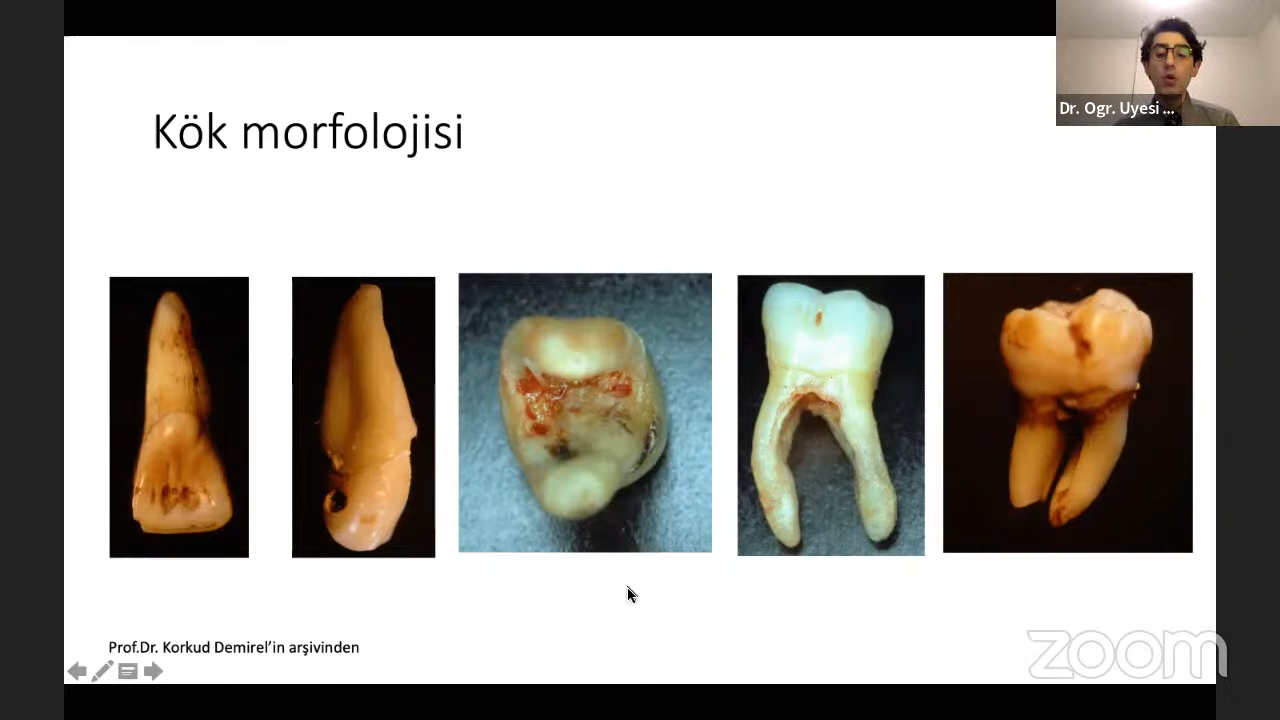 Kök morfolojisi
Dr. Ogr. Uyesi ...
Prof.Dr. Korkud Demirel’in arşivinden
zoom